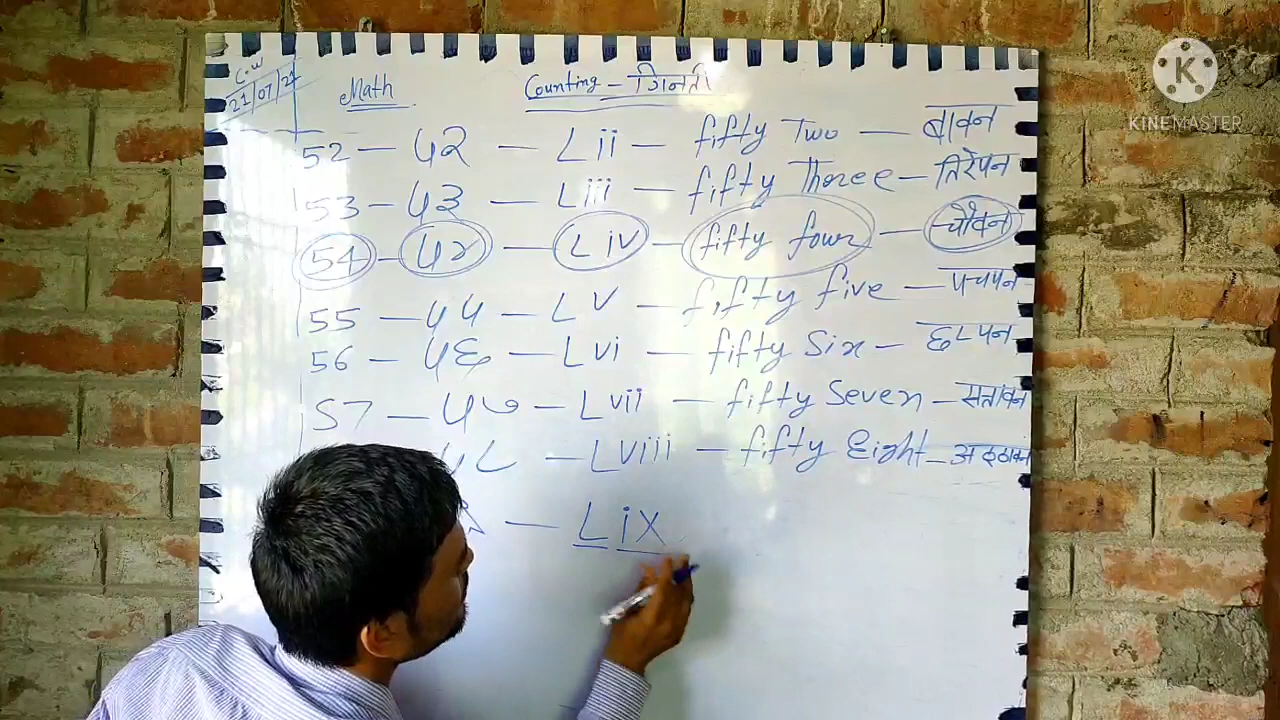 C.W
21/07/2
Math
Counting - गिनती
52 - ५२ - Lii - fifty Two - बावन
53 - ५३ - Liii - fifty Three - तिरेपन
54 - ५४ - Liv - fifty four - चौवन
55 - ५५ - LV - fifty five - पचपन
56 - ५६ - Lvi - fifty Six - छप्पन
57 - ५७ - Lvii - fifty Seven - सत्तावन
५८ - Lviii - fifty Eight - अठ्ठावन
- LiX
KINEMASTER